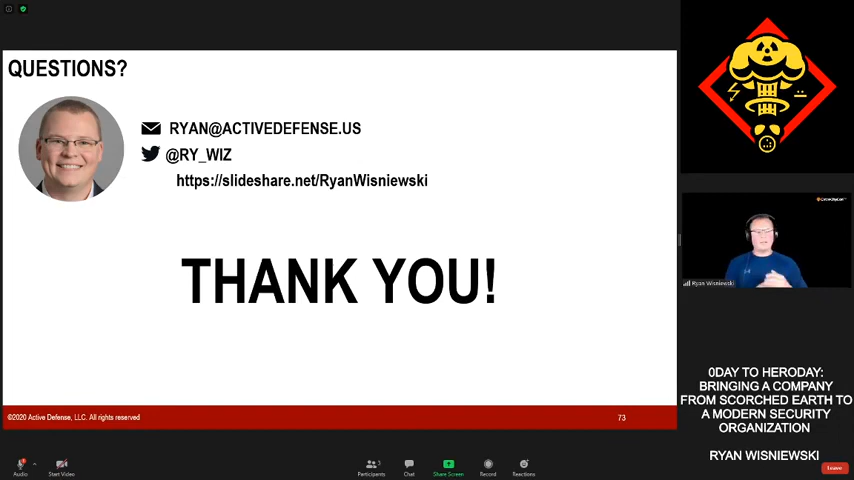 QUESTIONS?
RYAN@ACTIVEDEFENSE.US
@RY_WIZ
https://slideshare.net/RyanWisniewski
THANK YOU!
©2020 Active Defense, LLC. All rights reserved
73
Ryan Wisniewski
0DAY TO HERODAY:
BRINGING A COMPANY
FROM SCORCHED EARTH TO
A MODERN SECURITY
ORGANIZATION
RYAN WISNIEWSKI
Audio
Start Video
Participants
Chat
Share Screen
Record
Reactions
Leave